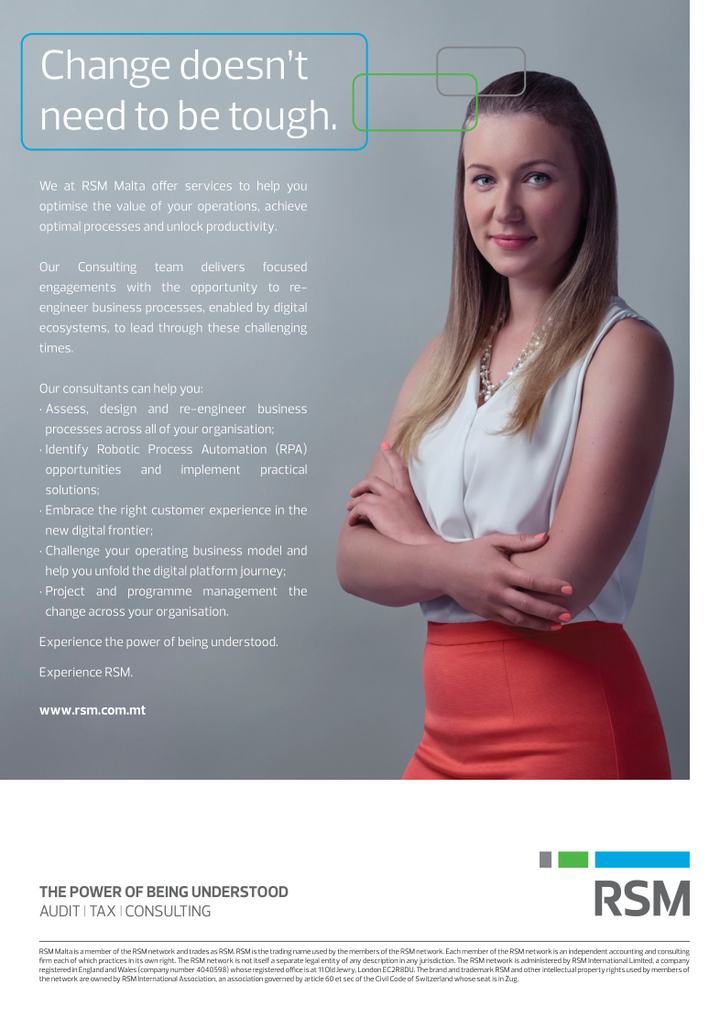 Change doesn't
need to be tough.
We at RSM Malta offer services to help you
optimise the value of your operations, achieve
optimal processes and unlock productivity.
Our Consulting team delivers focused
engagements with the opportunity to re-
engineer business processes, enabled by digital
ecosystems, to lead through these challenging
times.
Our consultants can help you:
· Assess, design and re-engineer business
processes across all of your organisation;
· Identify Robotic Process Automation (RPA)
opportunities and implement practical
solutions;
· Embrace the right customer experience in the
new digital frontier;
· Challenge your operating business model and
help you unfold the digital platform journey;
· Project and programme management the
change across your organisation.
Experience the power of being understood.
Experience RSM.
www.rsm.com.mt
THE POWER OF BEING UNDERSTOOD
AUDIT | TAX | CONSULTING
RSM
RSM Malta is a member of the RSM network and trades as RSM. RSM is the trading name used by the members of the RSM network. Each member of the RSM network is an independent accounting and consulting
firm each of which practices in its own right. The RSM network is not itself a separate legal entity of any description in any jurisdiction. The RSM network is administered by RSM International Limited, a company
registered in England and Wales (company number 4040598) whose registered office is at 11 Old Jewry, London EC2R 8DU. The brand and trademark RSM and other intellectual property rights used by members of
the network are owned by RSM International Association, an association governed by article 60 et sec of the Civil Code of Switzerland whose seat is in Zug.